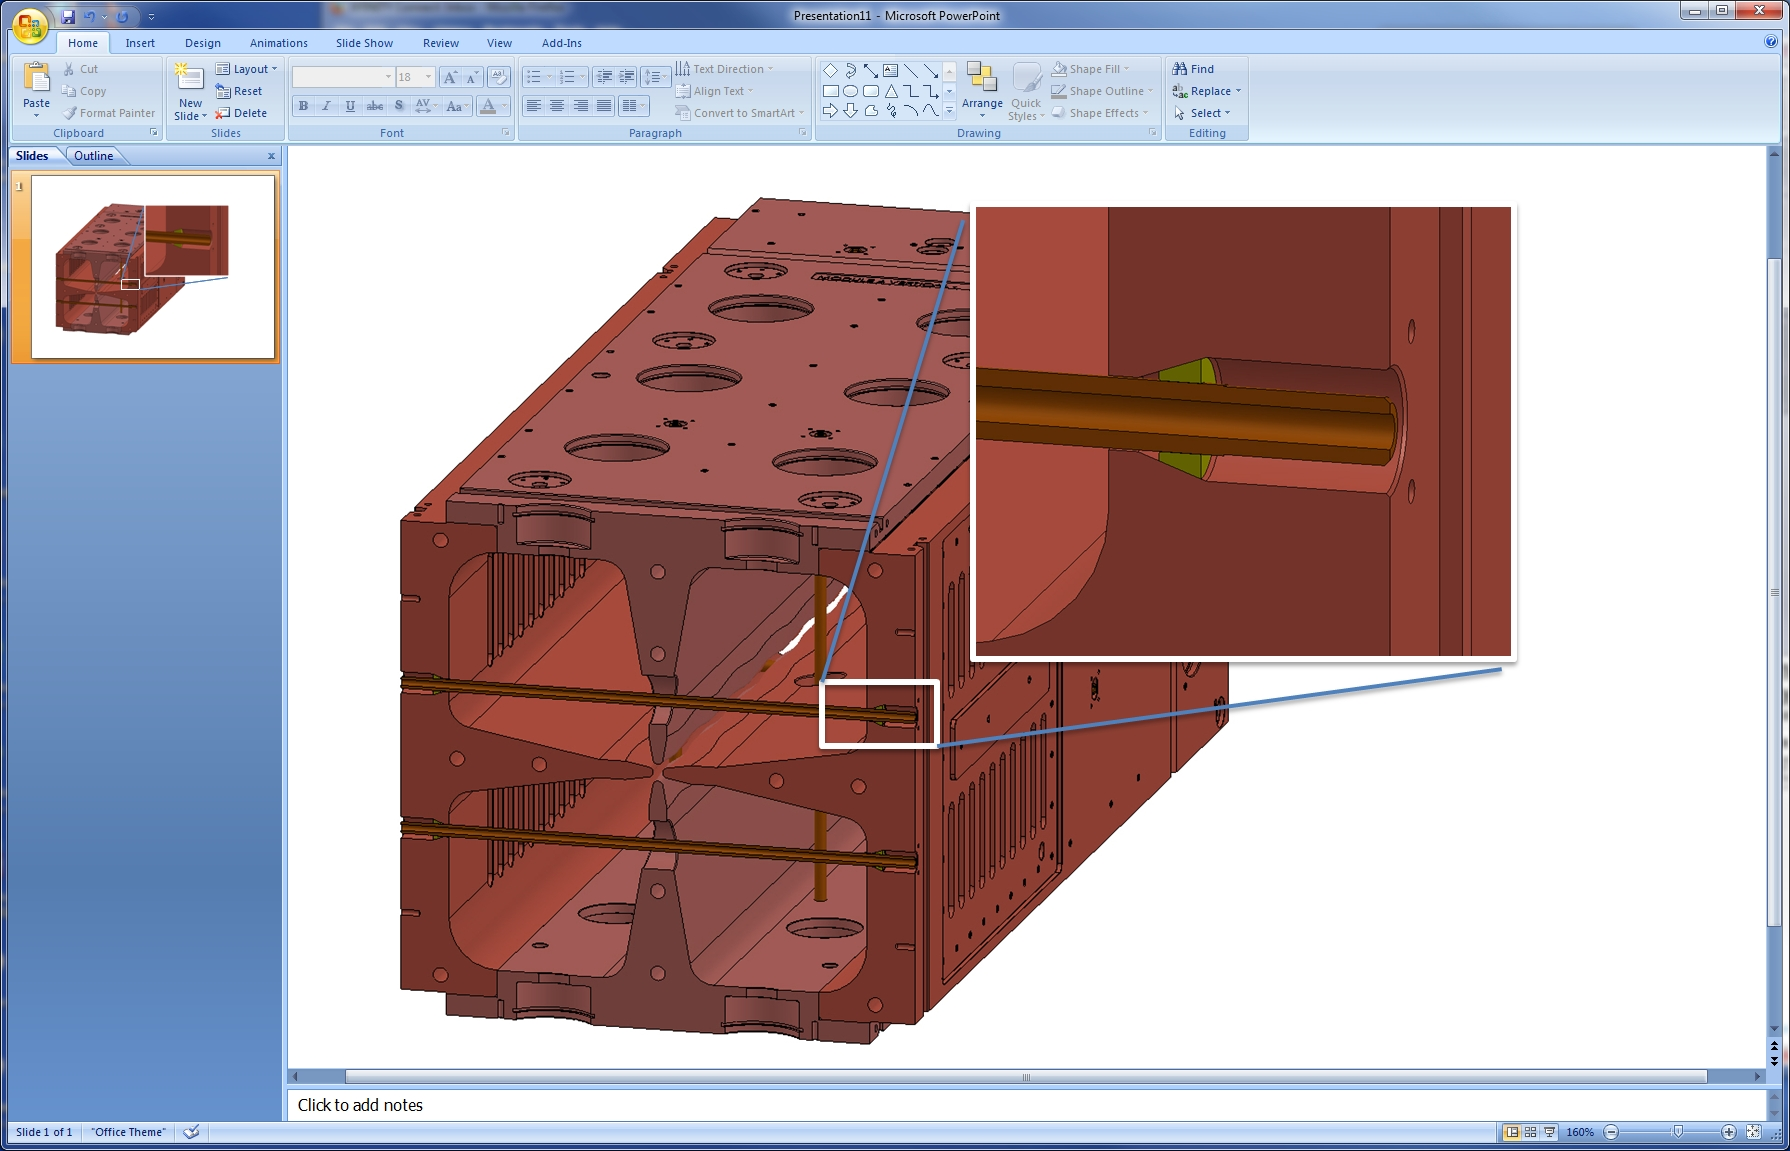 Presentation11 - Microsoft PowerPoint
Home Insert Design Animations Slide Show Review View Add-Ins
Paste
Cut
Copy
Format Painter
Clipboard
New
Slide
Layout
Reset
Delete
Slides
18
B I U abc S AV Aa A
Font
Text Direction
Align Text
Convert to SmartArt
Paragraph
Arrange
Quick
Styles
Shape Fill
Shape Outline
Shape Effects
Drawing
Find
Replace
Select
Editing
Slides Outline x
1
Click to add notes
Slide 1 of 1 "Office Theme" 160%